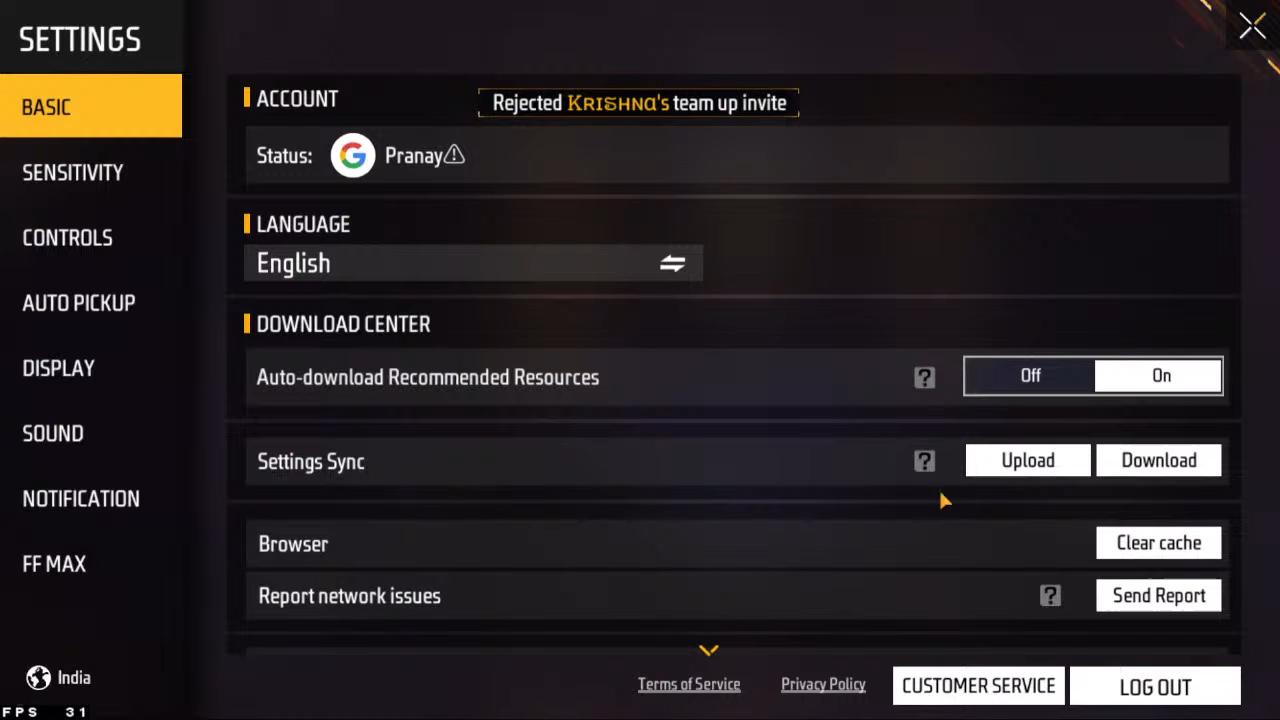 SETTINGS
BASIC
SENSITIVITY
CONTROLS
AUTO PICKUP
DISPLAY
SOUND
NOTIFICATION
FF MAX
India
FPS 31
ACCOUNT
Rejected KRISHNα's team up invite
Status: G Pranay
LANGUAGE
English
DOWNLOAD CENTER
Auto-download Recommended Resources ? Off On
Settings Sync ? Upload Download
Browser Clear cache
Report network issues ? Send Report
Terms of Service Privacy Policy CUSTOMER SERVICE LOG OUT